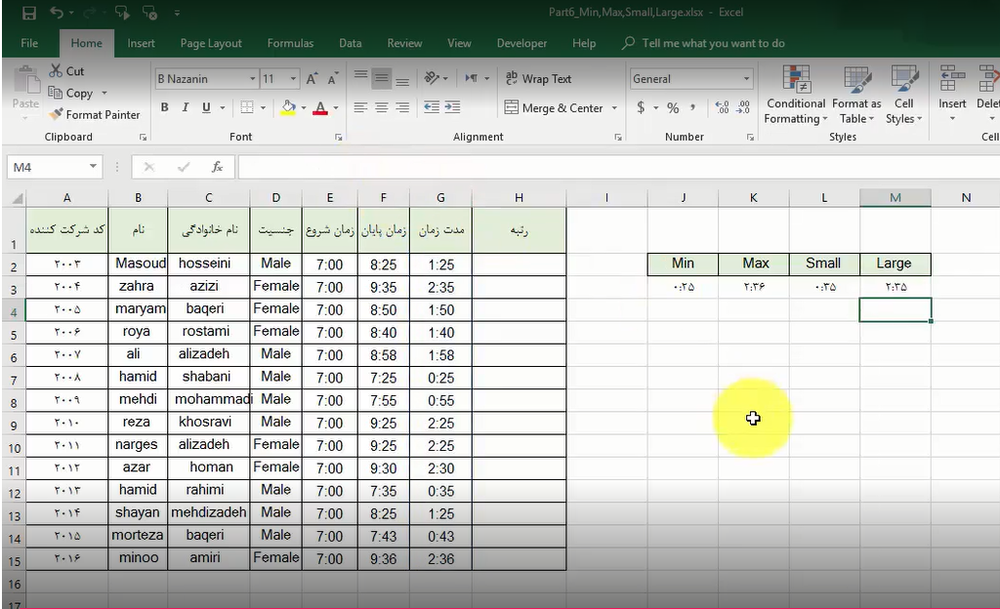 Part6_Min,Max,Small,Large.xlsx - Excel
File Home Insert Page Layout Formulas Data Review View Developer Help Tell me what you want to do
Paste Cut Copy Format Painter
Clipboard
B Nazanin 11 B I U A
Font
Wrap Text
Merge & Center
Alignment
General
$ % ,
Number
Conditional Formatting Format as Table Cell Styles
Styles
Insert
M4 fx
A B C D E F G H I J K L M N
1 کد شرکت کننده نام نام خانوادگی جنسیت زمان شروع زمان پایان مدت زمان رتبه
2 ۲۰۰۳ Masoud hosseini Male 7:00 8:25 1:25 Min Max Small Large
3 ۲۰۰۴ zahra azizi Female 7:00 9:35 2:35 ۰:۲۵ ۲:۳۶ ۰:۳۵ ۲:۳۵
4 ۲۰۰۵ maryam baqeri Female 7:00 8:50 1:50
5 ۲۰۰۶ roya rostami Female 7:00 8:40 1:40
6 ۲۰۰۷ ali alizadeh Male 7:00 8:58 1:58
7 ۲۰۰۸ hamid shabani Male 7:00 7:25 0:25
8 ۲۰۰۹ mehdi mohammadi Male 7:00 7:55 0:55
9 ۲۰۱۰ reza khosravi Male 7:00 9:25 2:25
10 ۲۰۱۱ narges alizadeh Female 7:00 9:25 2:25
11 ۲۰۱۲ azar homan Female 7:00 9:30 2:30
12 ۲۰۱۳ hamid rahimi Male 7:00 7:35 0:35
13 ۲۰۱۴ shayan mehdizadeh Male 7:00 8:25 1:25
14 ۲۰۱۵ morteza baqeri Male 7:00 7:43 0:43
15 ۲۰۱۶ minoo amiri Female 7:00 9:36 2:36
16
17